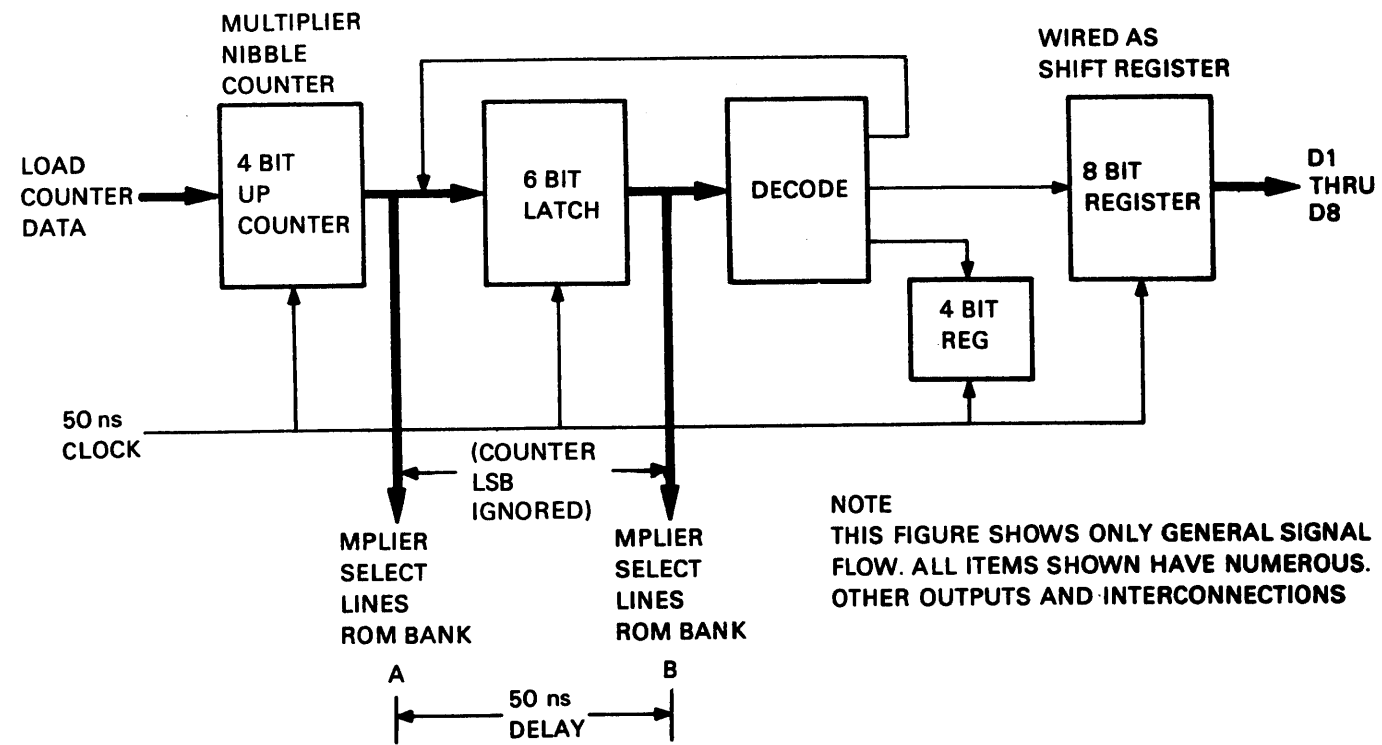 MULTIPLIER
NIBBLE
COUNTER
WIRED AS
SHIFT REGISTER
LOAD
COUNTER
DATA
4 BIT
UP
COUNTER
6 BIT
LATCH
DECODE
8 BIT
REGISTER
D1
THRU
D8
4 BIT
REG
50 ns
CLOCK
(COUNTER
LSB
IGNORED)
MPLIER
SELECT
LINES
ROM BANK
A
MPLIER
SELECT
LINES
ROM BANK
B
50 ns
DELAY
NOTE
THIS FIGURE SHOWS ONLY GENERAL SIGNAL
FLOW. ALL ITEMS SHOWN HAVE NUMEROUS.
OTHER OUTPUTS AND INTERCONNECTIONS